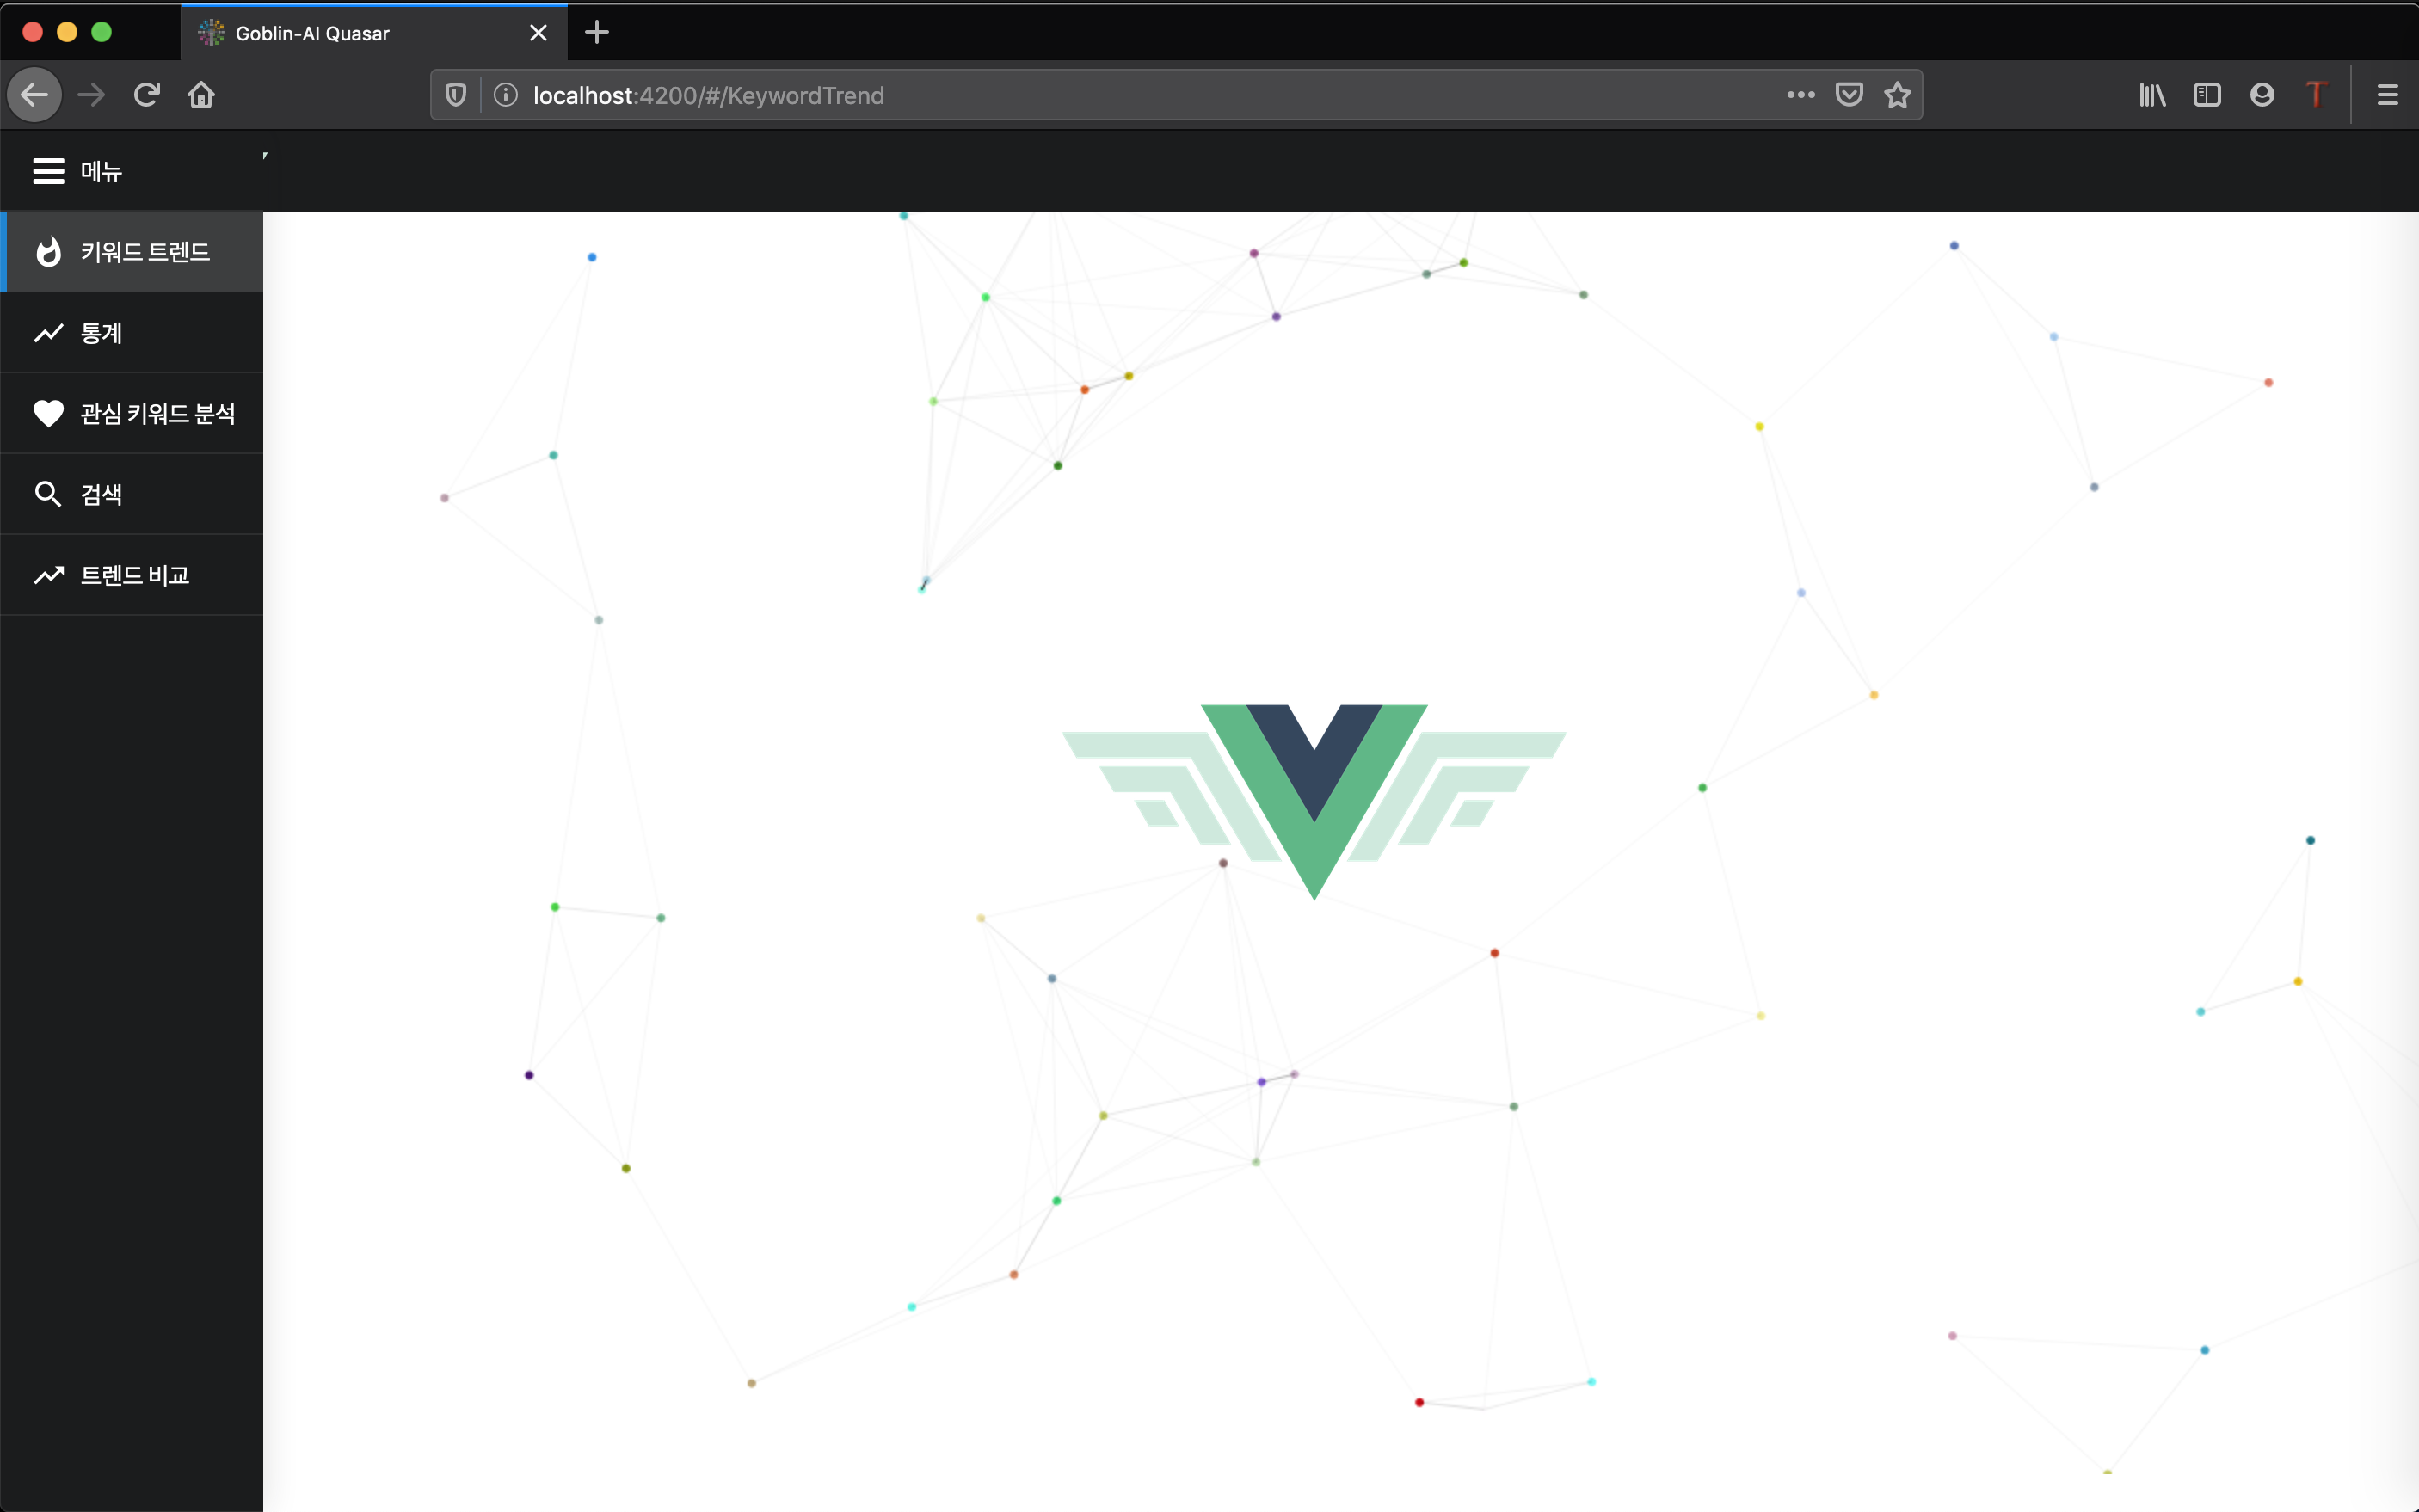 Goblin-AI Quasar
localhost:4200/#/KeywordTrend
메뉴
키워드 트렌드
통계
관심 키워드 분석
검색
트렌드 비교